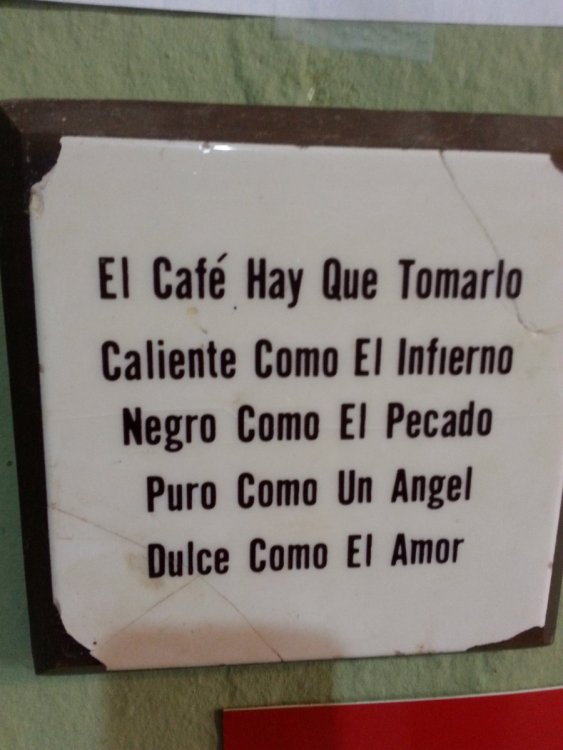 El Café Hay Que Tomarlo
Caliente Como El Infierno
Negro Como El Pecado
Puro Como Un Angel
Dulce Como El Amor